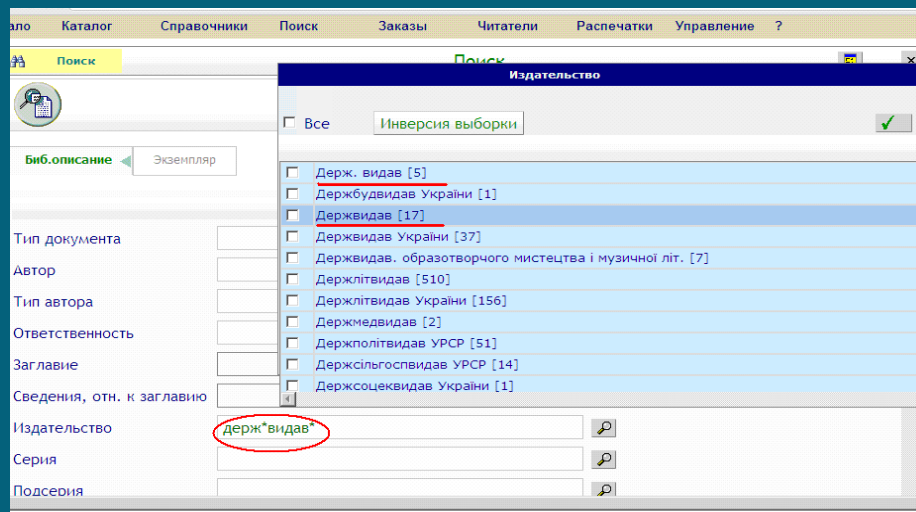 ало Каталог Справочники Поиск Заказы Читатели Распечатки Управление ?
Поиск
Поиск
Издательство
Все Инверсия выборки
Биб.описание Экземпляр
Держ. видав [5]
Держбудвидав України [1]
Держвидав [17]
Держвидав України [37]
Держвидав. образотворчого мистецтва і музичної літ. [7]
Держлітвидав [510]
Держлітвидав України [156]
Держмедвидав [2]
Держполітвидав УРСР [51]
Держсільгоспвидав УРСР [14]
Держсоцеквидав України [1]
Тип документа
Автор
Тип автора
Ответственность
Заглавие
Сведения, отн. к заглавию
Издательство держ*видав*
Серия
Подсерия